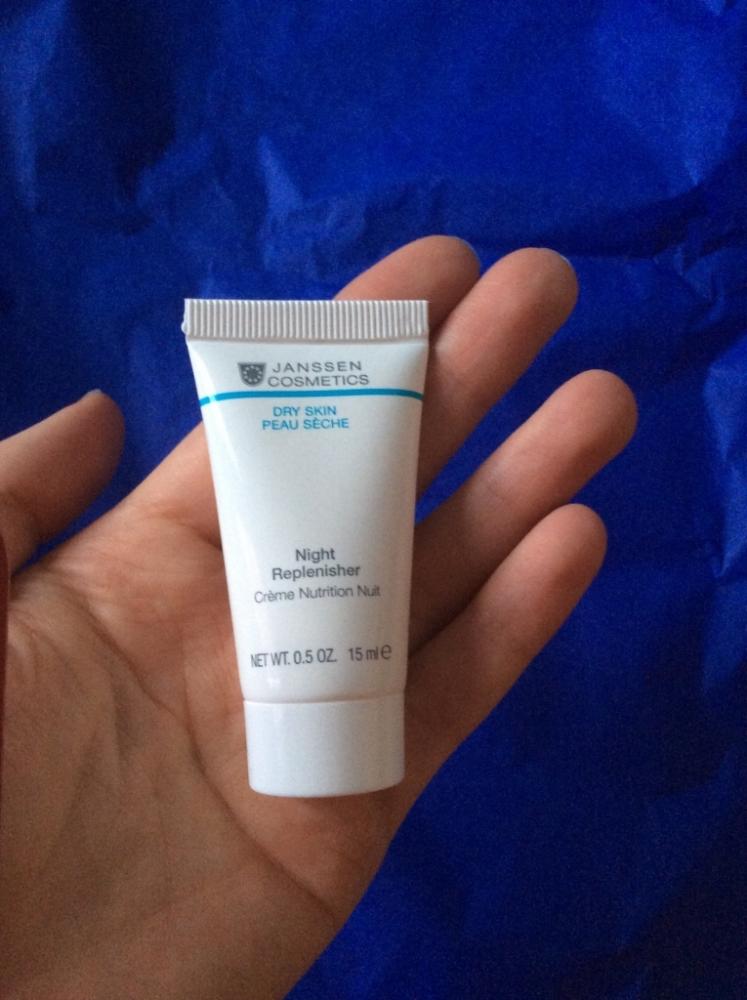 JANSSEN
COSMETICS
DRY SKIN
PEAU SÈCHE
Night
Replenisher
Crème Nutrition Nuit
NET WT. 0.5 OZ. 15 ml ℮